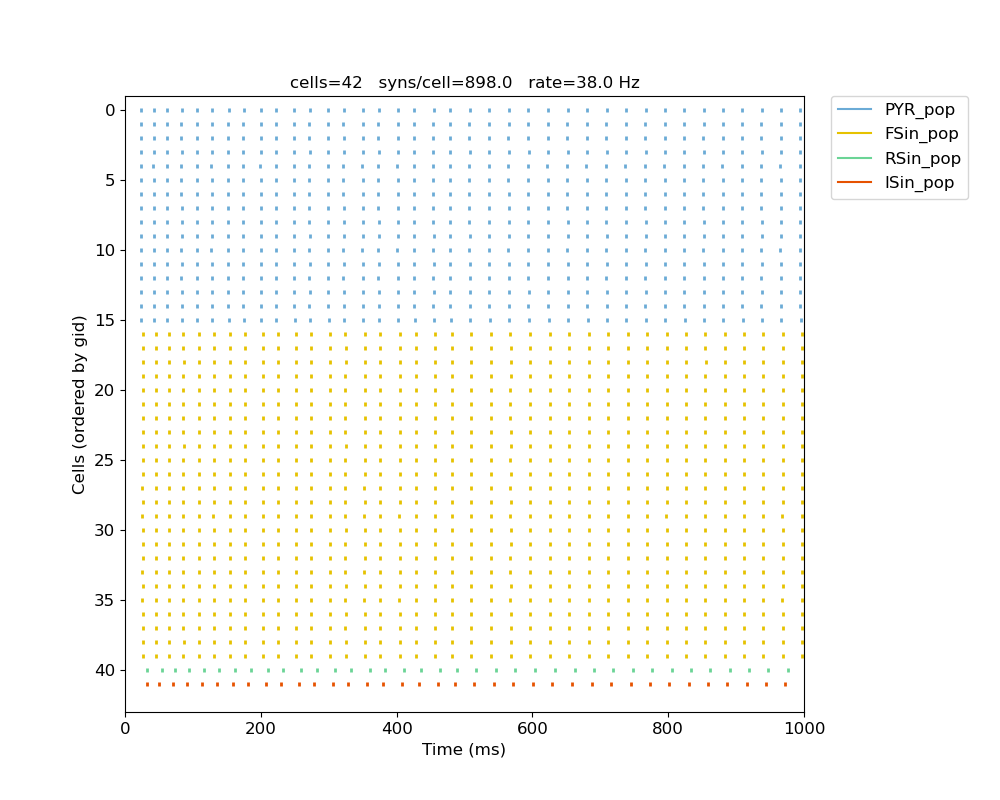 cells=42   syns/cell=898.0   rate=38.0 Hz
PYR_pop
FSin_pop
RSin_pop
ISin_pop
Cells (ordered by gid)
0
5
10
15
20
25
30
35
40
0 200 400 600 800 1000
Time (ms)